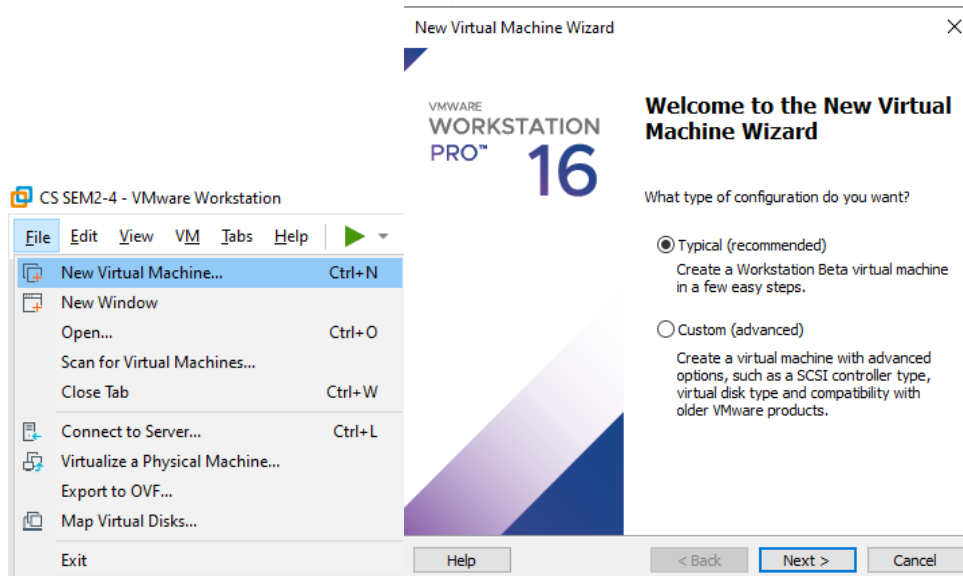 CS SEM2-4 - VMware Workstation
File Edit View VM Tabs Help
New Virtual Machine... Ctrl+N
New Window
Open... Ctrl+O
Scan for Virtual Machines...
Close Tab Ctrl+W
Connect to Server... Ctrl+L
Virtualize a Physical Machine...
Export to OVF...
Map Virtual Disks...
Exit
New Virtual Machine Wizard
VMWARE
WORKSTATION
PRO™ 16
Welcome to the New Virtual
Machine Wizard
What type of configuration do you want?
Typical (recommended)
Create a Workstation Beta virtual machine
in a few easy steps.
Custom (advanced)
Create a virtual machine with advanced
options, such as a SCSI controller type,
virtual disk type and compatibility with
older VMware products.
Help < Back Next > Cancel